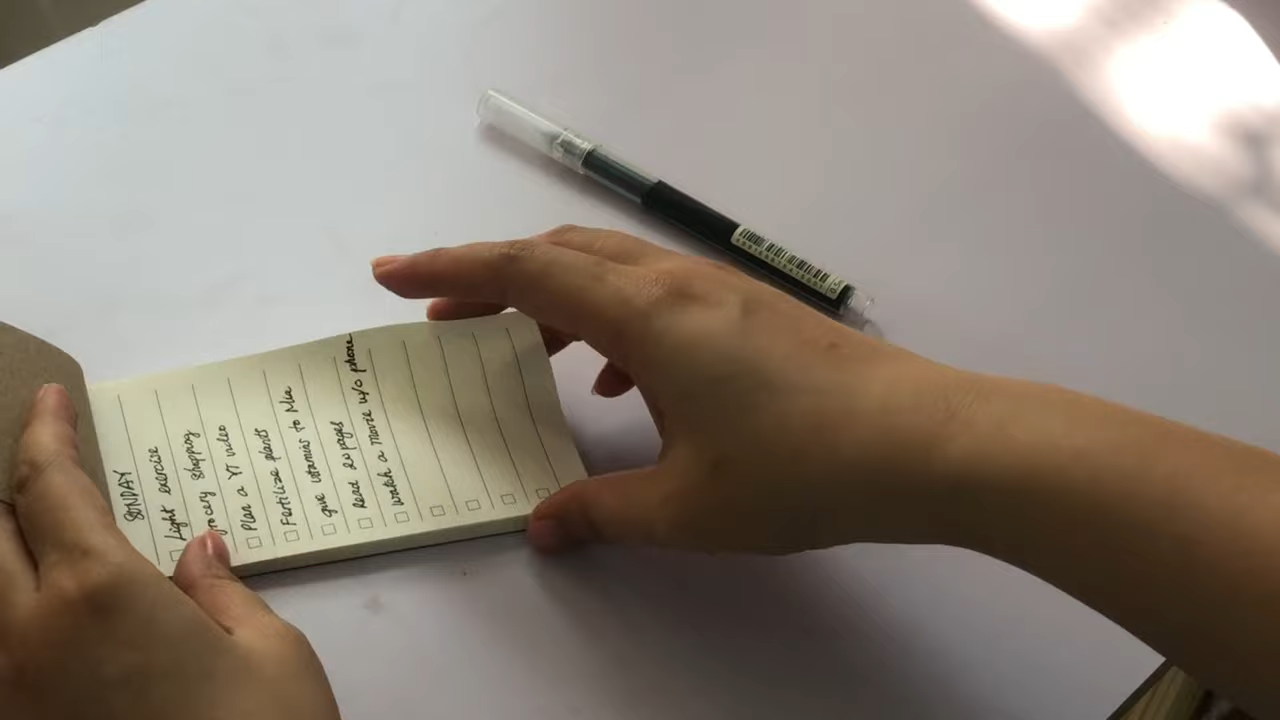 SUNDAY
Light exercise
grocery shopping
Plan a YT video
Fertilize plants
give vitamins to Mia
Read 20 pages
watch a movie w/o phone